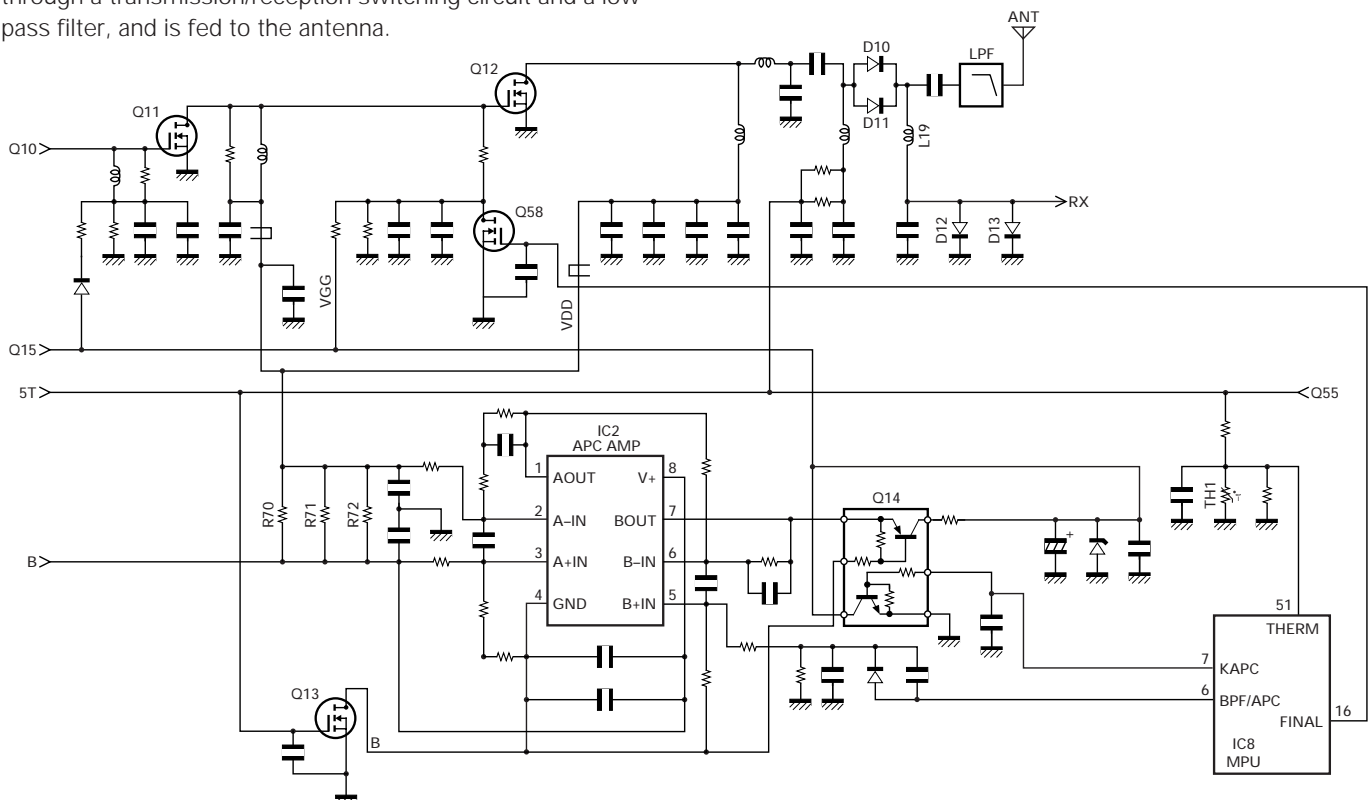 through a transmission/reception switching circuit and a low
pass filter, and is fed to the antenna.
ANT
D10
LPF
Q12
Q11
D11
L19
Q10
RX
Q58
D12
D13
VGG
VDD
Q15
5T
Q55
IC2
APC AMP
1
AOUT
V+
8
TH1
Q14
R70
R71
R72
2
A–IN
BOUT
7
B
3
A+IN
B–IN
6
4
GND
B+IN
5
51
THERM
7
KAPC
6
BPF/APC
Q13
FINAL
16
B
IC8
MPU
+